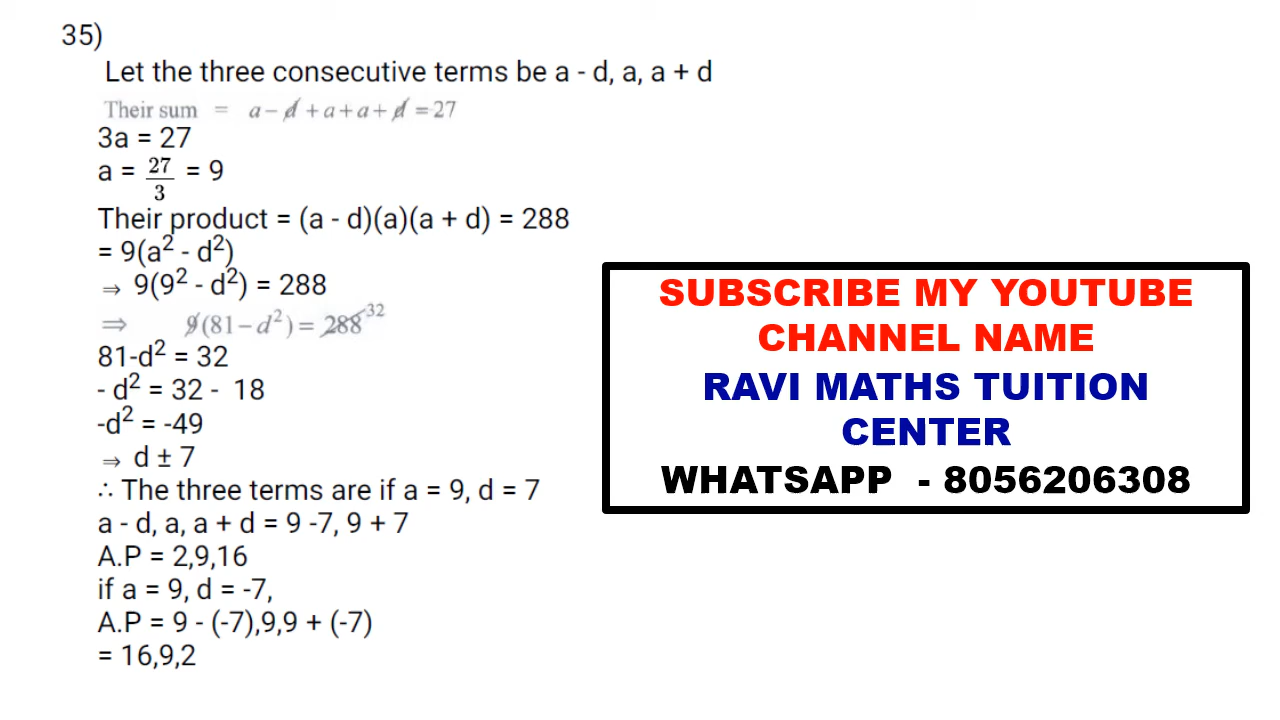 35)
Let the three consecutive terms be a - d, a, a + d
Their sum = a – d + a + a + d = 27
3a = 27
a = 27/3 = 9
Their product = (a - d)(a)(a + d) = 288
= 9(a² - d²)
⇒ 9(9² - d²) = 288
⇒ 9(81 – d²) = 288 32
81-d² = 32
- d² = 32 - 18
-d² = -49
⇒ d ± 7
∴ The three terms are if a = 9, d = 7
a - d, a, a + d = 9 -7, 9 + 7
A.P = 2,9,16
if a = 9, d = -7,
A.P = 9 - (-7),9,9 + (-7)
= 16,9,2
SUBSCRIBE MY YOUTUBE
CHANNEL NAME
RAVI MATHS TUITION
CENTER
WHATSAPP - 8056206308